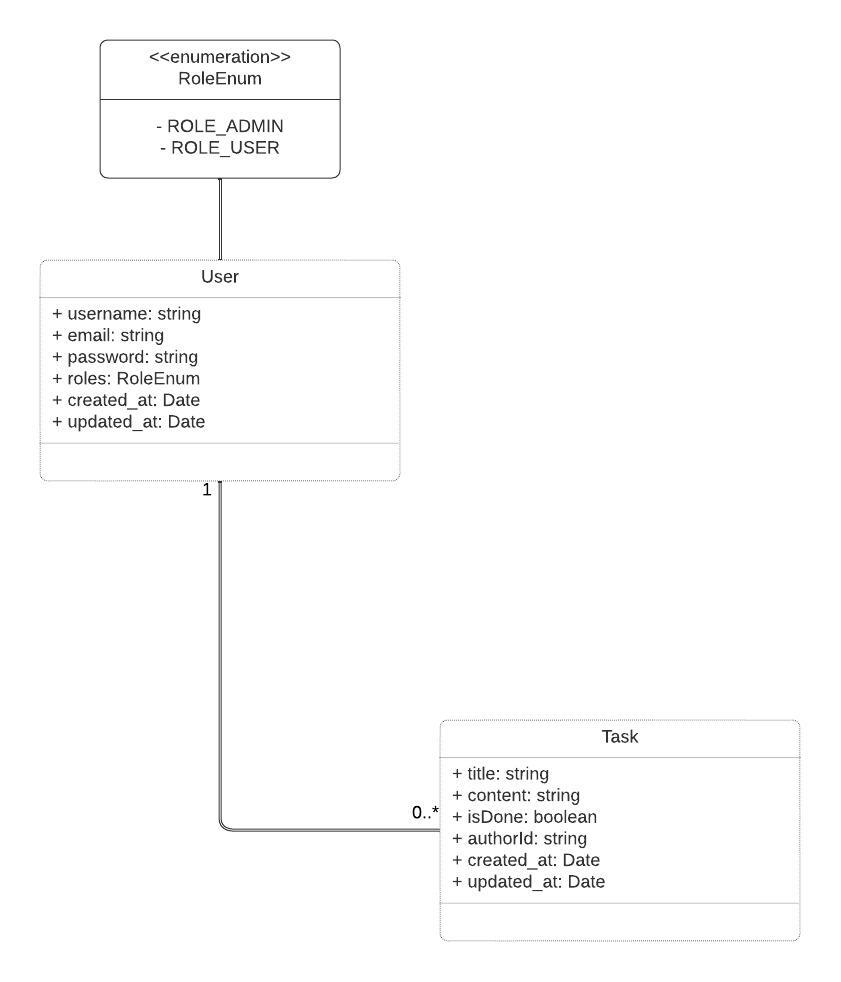 <<enumeration>>
RoleEnum
- ROLE_ADMIN
- ROLE_USER
User
+ username: string
+ email: string
+ password: string
+ roles: RoleEnum
+ created_at: Date
+ updated_at: Date
1
Task
+ title: string
+ content: string
0..*
+ isDone: boolean
+ authorId: string
+ created_at: Date
+ updated_at: Date